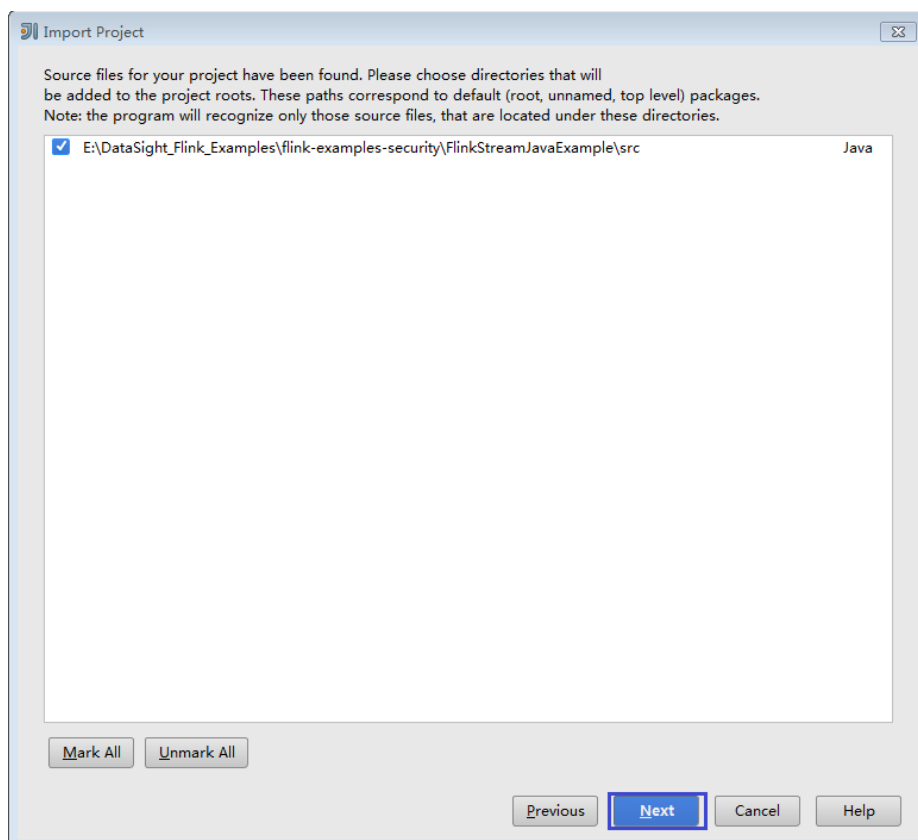 Import Project
Source files for your project have been found. Please choose directories that will
be added to the project roots. These paths correspond to default (root, unnamed, top level) packages.
Note: the program will recognize only those source files, that are located under these directories.
E:\DataSight_Flink_Examples\flink-examples-security\FlinkStreamJavaExample\src Java
Mark All Unmark All
Previous Next Cancel Help